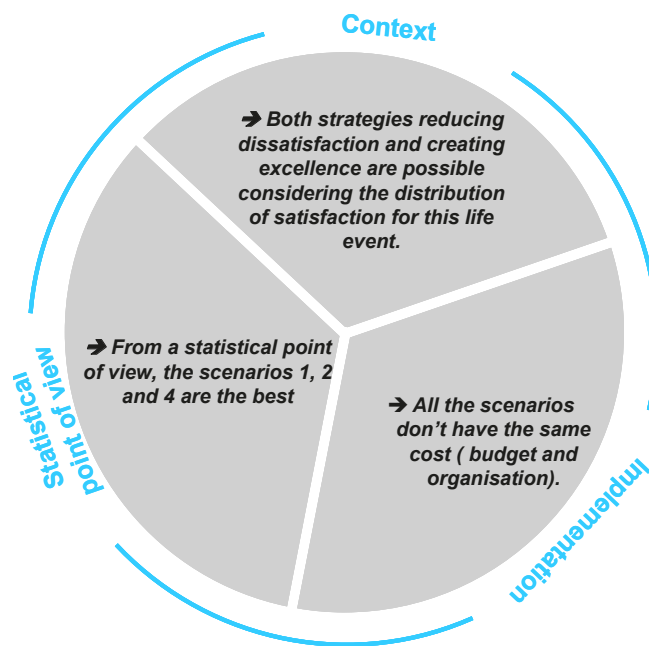 Context
➔ Both strategies reducing
dissatisfaction and creating
excellence are possible
considering the distribution
of satisfaction for this life
event.
➔ From a statistical point
of view, the scenarios 1, 2
and 4 are the best
Statistical
point of view
➔ All the scenarios
don’t have the same
cost ( budget and
organisation).
Implementation